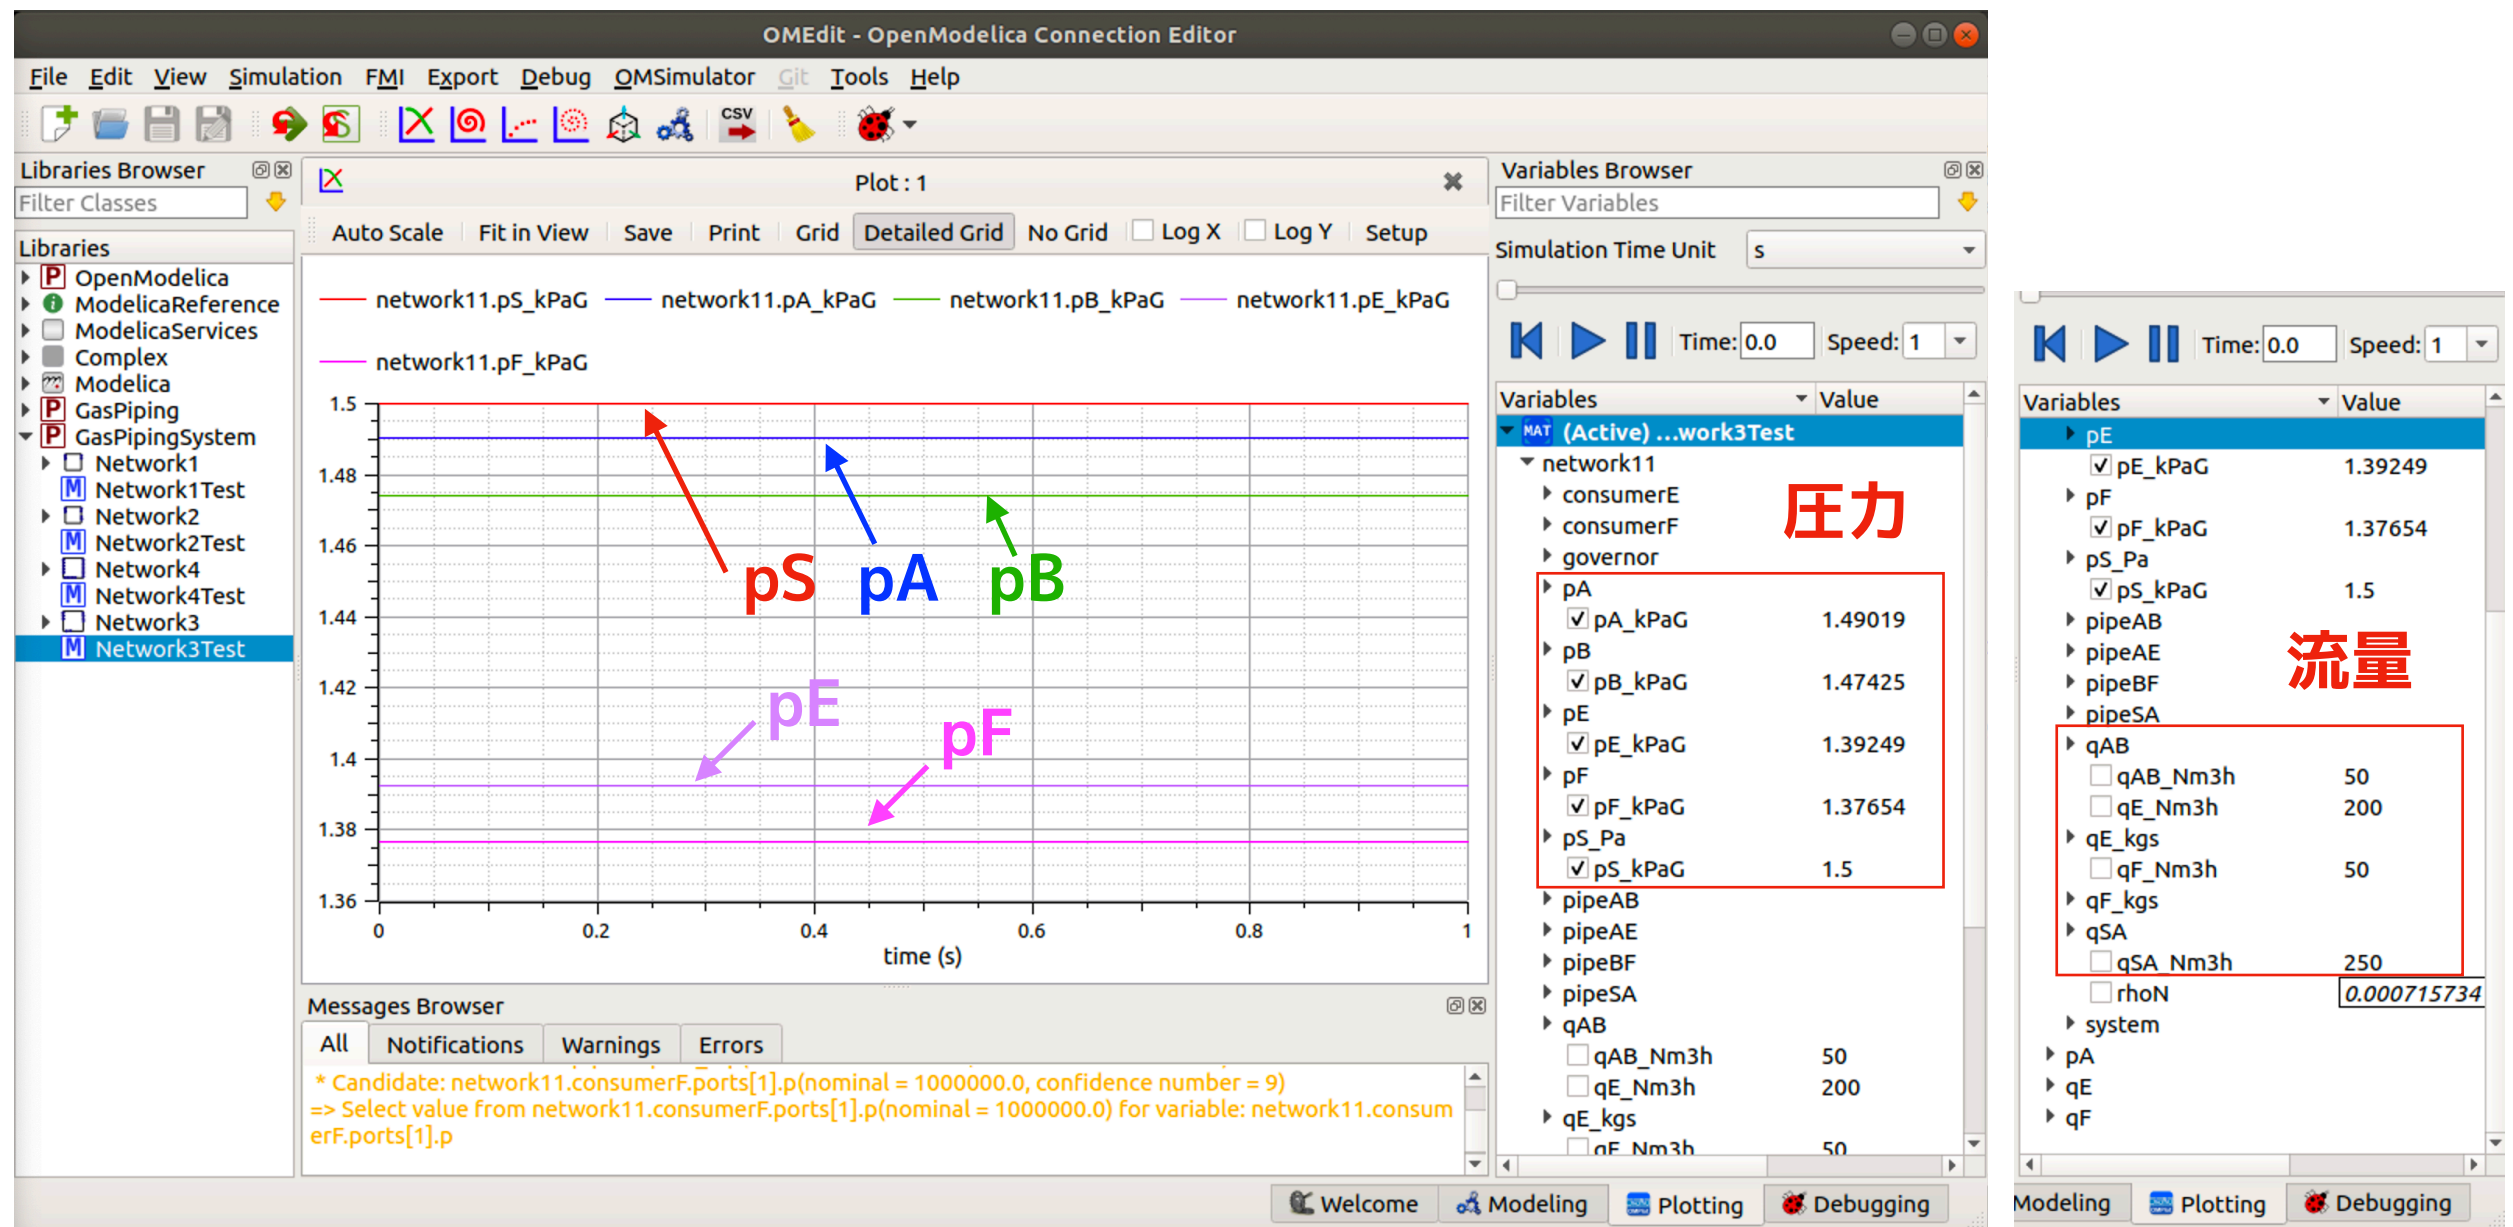 OMEdit - OpenModelica Connection Editor
File Edit View Simulation FMI Export Debug OMSimulator Git Tools Help
CSV
Libraries Browser
Filter Classes
Libraries
P OpenModelica
i ModelicaReference
ModelicaServices
Complex
Modelica
P GasPiping
P GasPipingSystem
Network1
M Network1Test
Network2
M Network2Test
Network4
M Network4Test
Network3
M Network3Test
Plot : 1
Auto Scale Fit in View Save Print Grid Detailed Grid No Grid Log X Log Y Setup
network11.pS_kPaG network11.pA_kPaG network11.pB_kPaG network11.pE_kPaG
network11.pF_kPaG
1.5
1.48
1.46
1.44
1.42
1.4
1.38
1.36
0 0.2 0.4 0.6 0.8 1
time (s)
pS pA pB
pE
pF
Messages Browser
All Notifications Warnings Errors
* Candidate: network11.consumerF.ports[1].p(nominal = 1000000.0, confidence number = 9)
=> Select value from network11.consumerF.ports[1].p(nominal = 1000000.0) for variable: network11.consum
erF.ports[1].p
Variables Browser
Filter Variables
Simulation Time Unit s
Time: 0.0 Speed: 1
Variables Value
MAT (Active) ...work3Test
network11
consumerE
consumerF
governor
圧力
pA
pA_kPaG 1.49019
pB
pB_kPaG 1.47425
pE
pE_kPaG 1.39249
pF
pF_kPaG 1.37654
pS_Pa
pS_kPaG 1.5
pipeAB
pipeAE
pipeBF
pipeSA
qAB
qAB_Nm3h 50
qE_Nm3h 200
qE_kgs
qF_Nm3h 50
Welcome Modeling Plotting Debugging
Time: 0.0 Speed: 1
Variables Value
pE
pE_kPaG 1.39249
pF
pF_kPaG 1.37654
pS_Pa
pS_kPaG 1.5
pipeAB
pipeAE
pipeBF
pipeSA
流量
qAB
qAB_Nm3h 50
qE_Nm3h 200
qE_kgs
qF_Nm3h 50
qF_kgs
qSA
qSA_Nm3h 250
rhoN 0.000715734
system
pA
qE
qF
Modeling Plotting Debugging